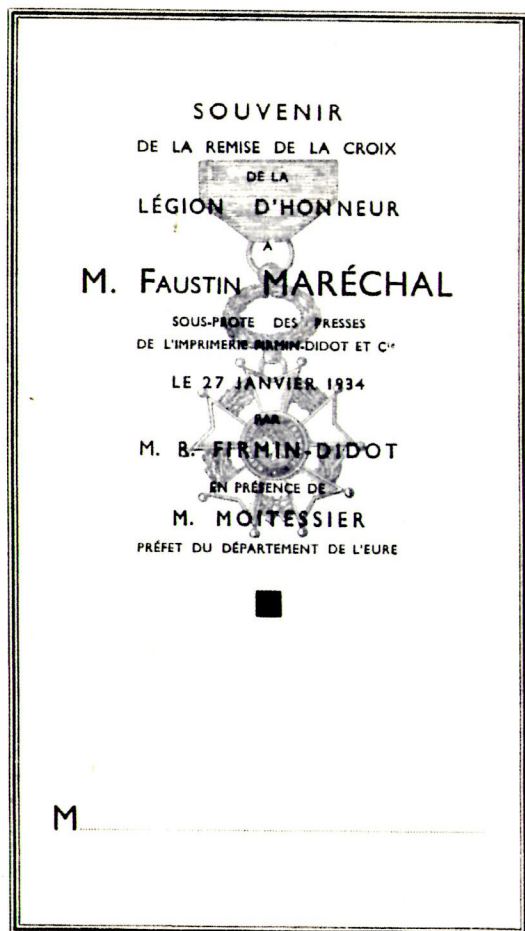 SOUVENIR
DE LA REMISE DE LA CROIX
DE LA
LÉGION D'HONNEUR
A
M. FAUSTIN MARÉCHAL
SOUS-PROTE DES PRESSES
DE L'IMPRIMERIE FIRMIN-DIDOT ET Cie
LE 27 JANVIER 1934
PAR
M. R. FIRMIN-DIDOT
EN PRÉSENCE DE
M. MOITESSIER
PRÉFET DU DÉPARTEMENT DE L'EURE
M